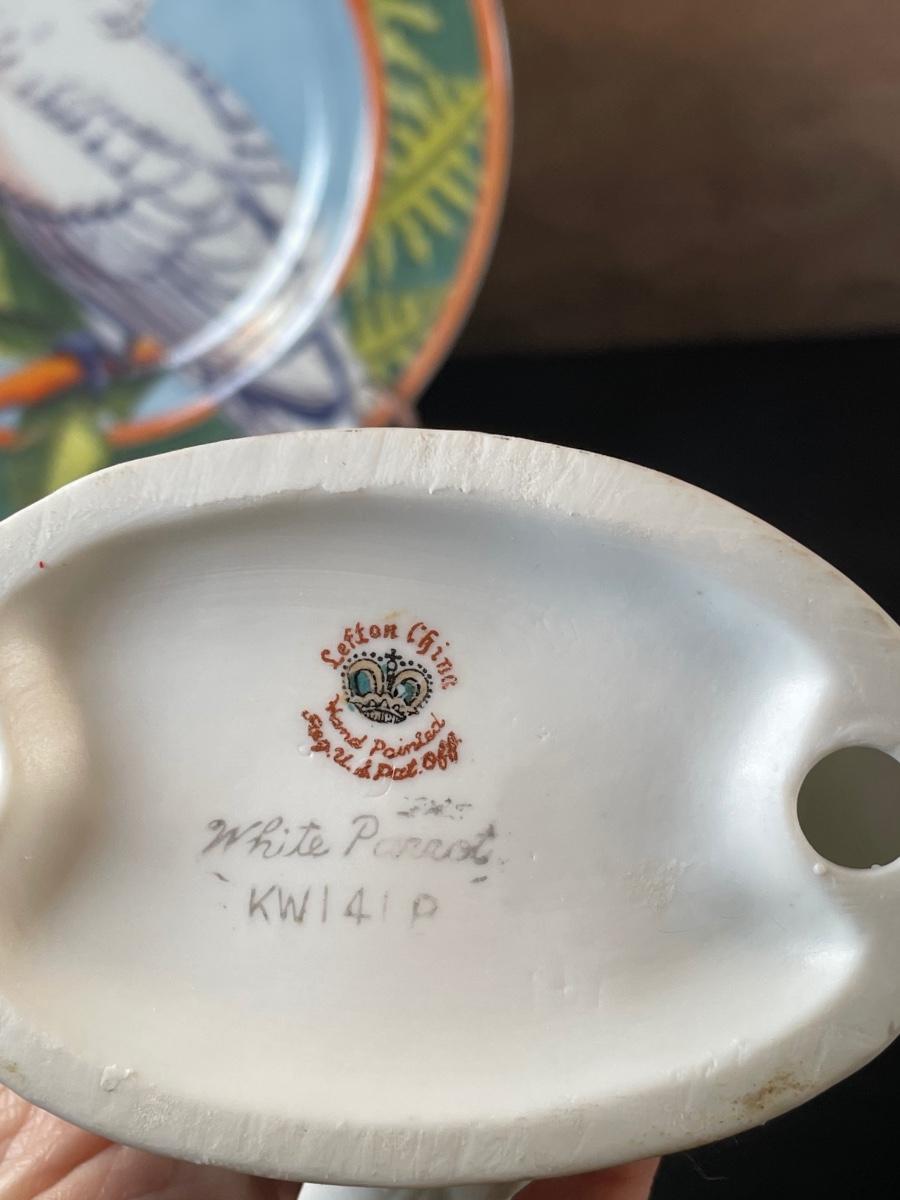 Lefton China
Hand Painted
Reg. U.S. Pat. Off.
White Parrot
KW141P